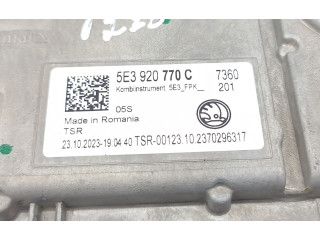 5E3 920 770 C 7360
Kombiinstrument 5E3_FPK__ 201
05S
Made in Romania
TSR
23.10.2023-19 04 40 TSR-00123.10.2370296317